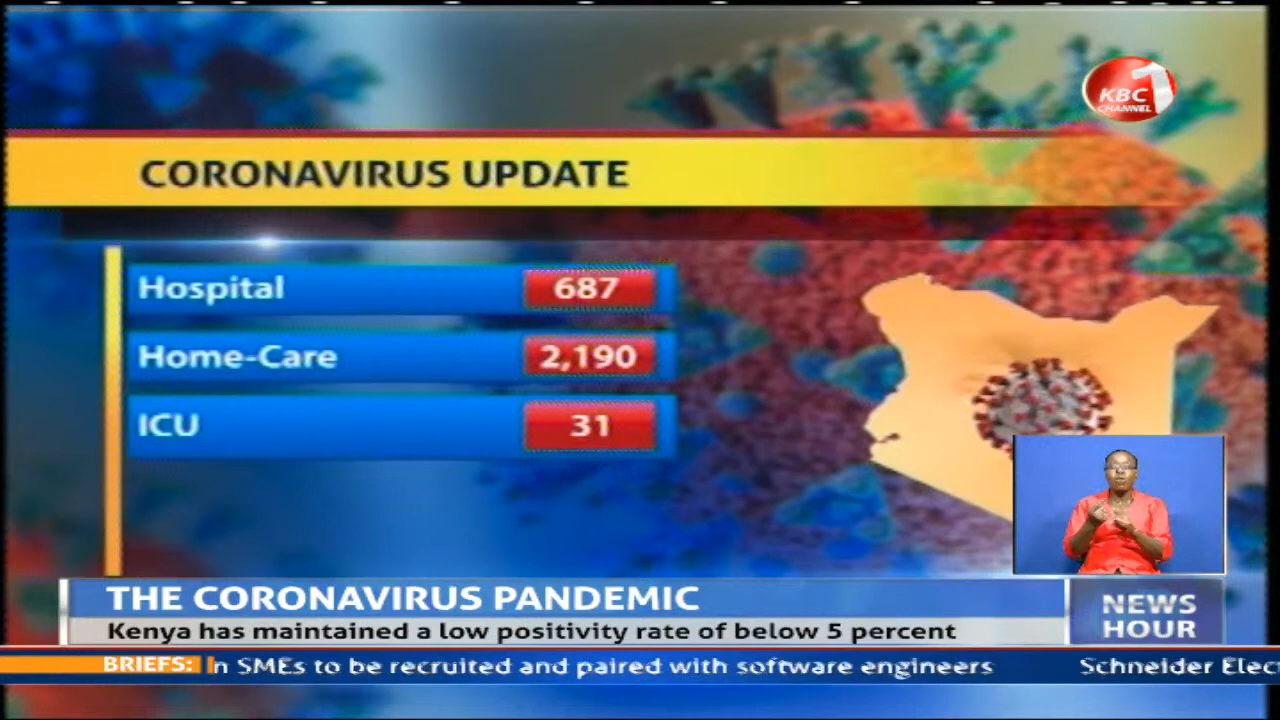 KBC 1
CHANNEL
CORONAVIRUS UPDATE
Hospital 687
Home-Care 2,190
ICU 31
THE CORONAVIRUS PANDEMIC
Kenya has maintained a low positivity rate of below 5 percent
NEWS
HOUR
BRIEFS: n SMEs to be recruited and paired with software engineers Schneider Elec